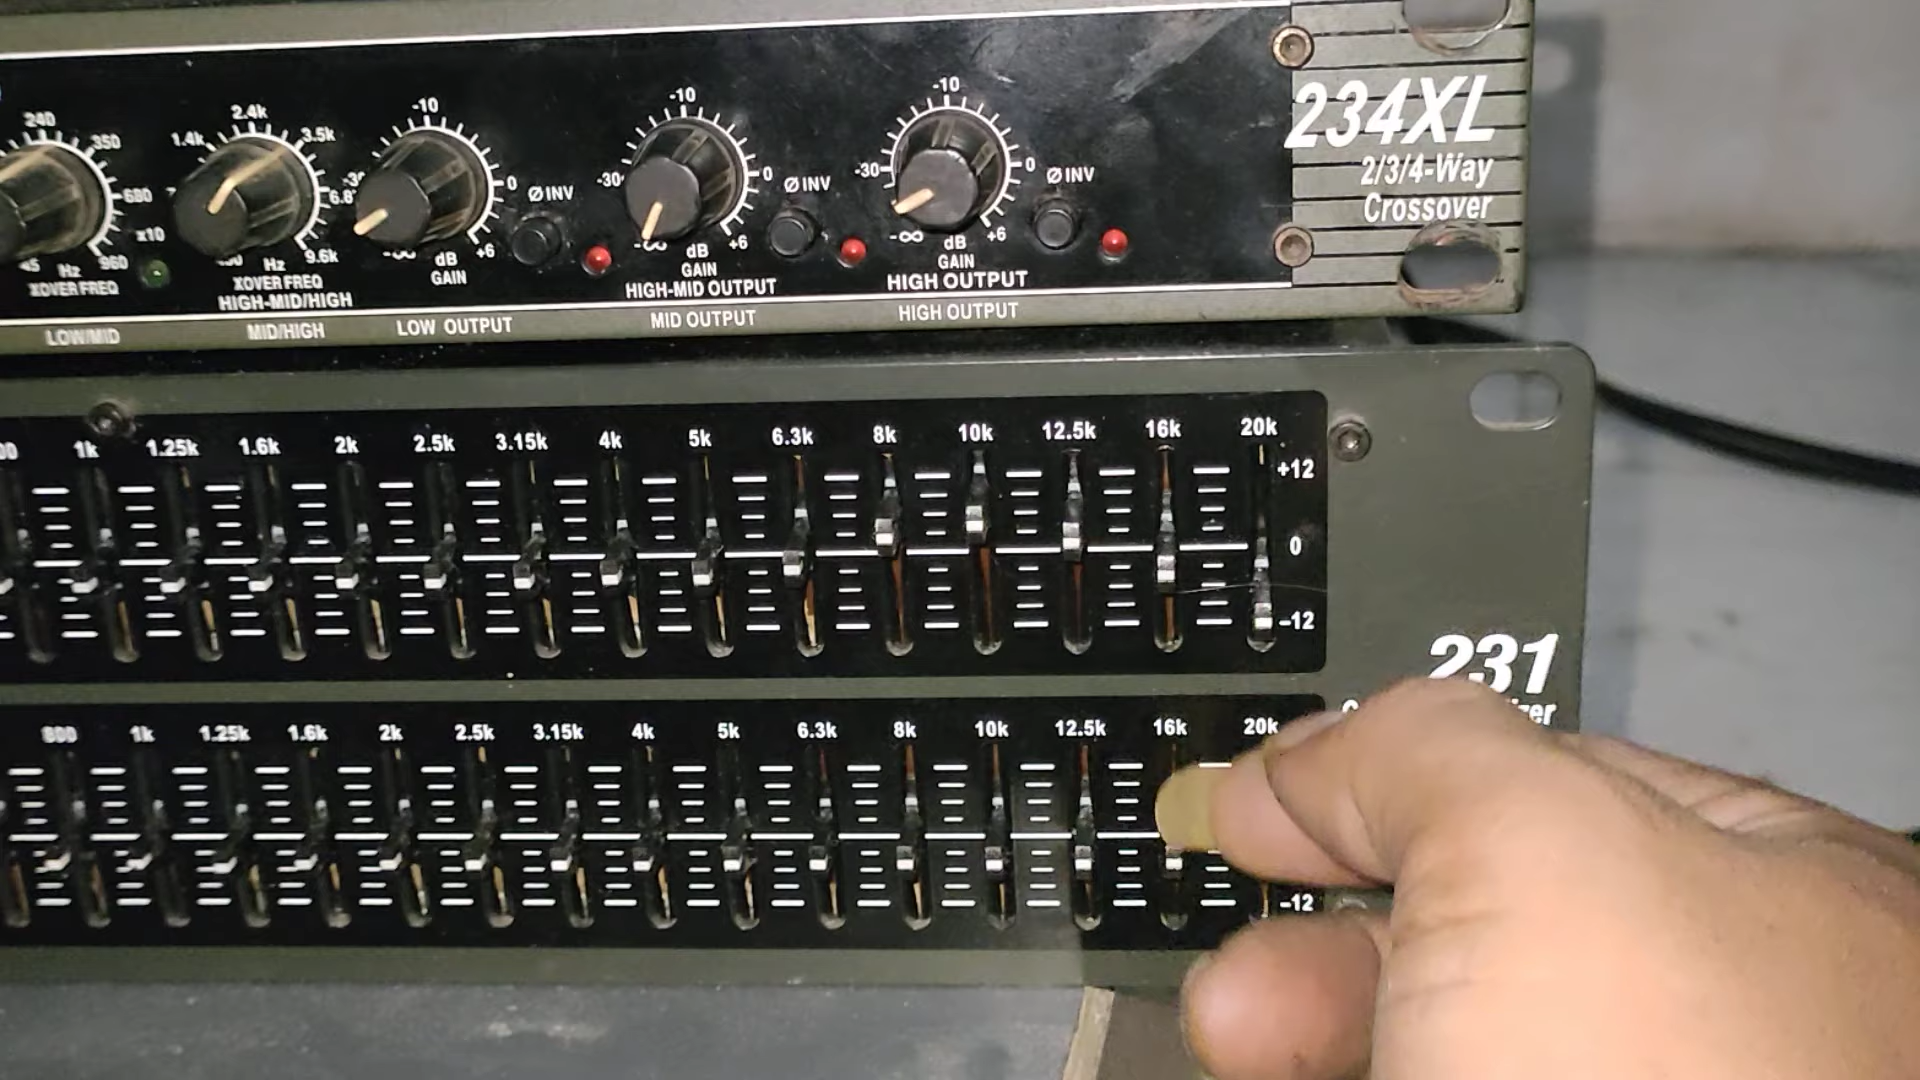 240
350
680
x10
960
Hz
45
XOVER FREQ
LOW/MID
2.4k
1.4k
3.5k
9.6k
Hz
XOVER FREQ
HIGH-MID/HIGH
MID/HIGH
-10
0
Ø INV
-∞
dB
+6
GAIN
LOW OUTPUT
-10
-30
0
Ø INV
-∞
dB
+6
GAIN
HIGH-MID OUTPUT
MID OUTPUT
-10
-30
0
Ø INV
-∞
dB
+6
GAIN
HIGH OUTPUT
HIGH OUTPUT
234XL
2/3/4-Way
Crossover
1k 1.25k 1.6k 2k 2.5k 3.15k 4k 5k 6.3k 8k 10k 12.5k 16k 20k
+12
0
-12
231
800 1k 1.25k 1.6k 2k 2.5k 3.15k 4k 5k 6.3k 8k 10k 12.5k 16k 20k
-12